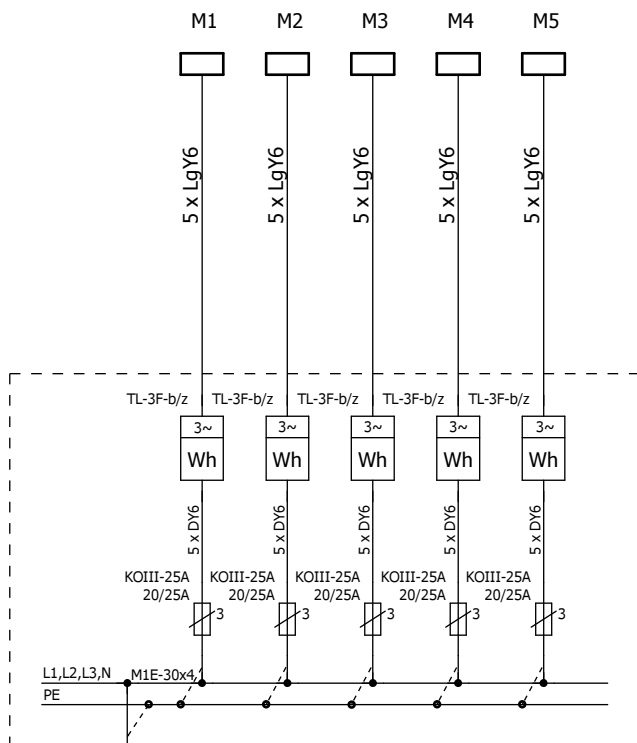 M1 M2 M3 M4 M5
5 x LgY6 5 x LgY6 5 x LgY6 5 x LgY6 5 x LgY6
TL-3F-b/z TL-3F-b/z TL-3F-b/z TL-3F-b/z TL-3F-b/z
3~ 3~ 3~ 3~ 3~
Wh Wh Wh Wh Wh
5 x DY6 5 x DY6 5 x DY6 5 x DY6 5 x DY6
KOIII-25A KOIII-25A KOIII-25A KOIII-25A KOIII-25A
20/25A 20/25A 20/25A 20/25A 20/25A
3 3 3 3 3
L1,L2,L3,N M1E-30x4
PE